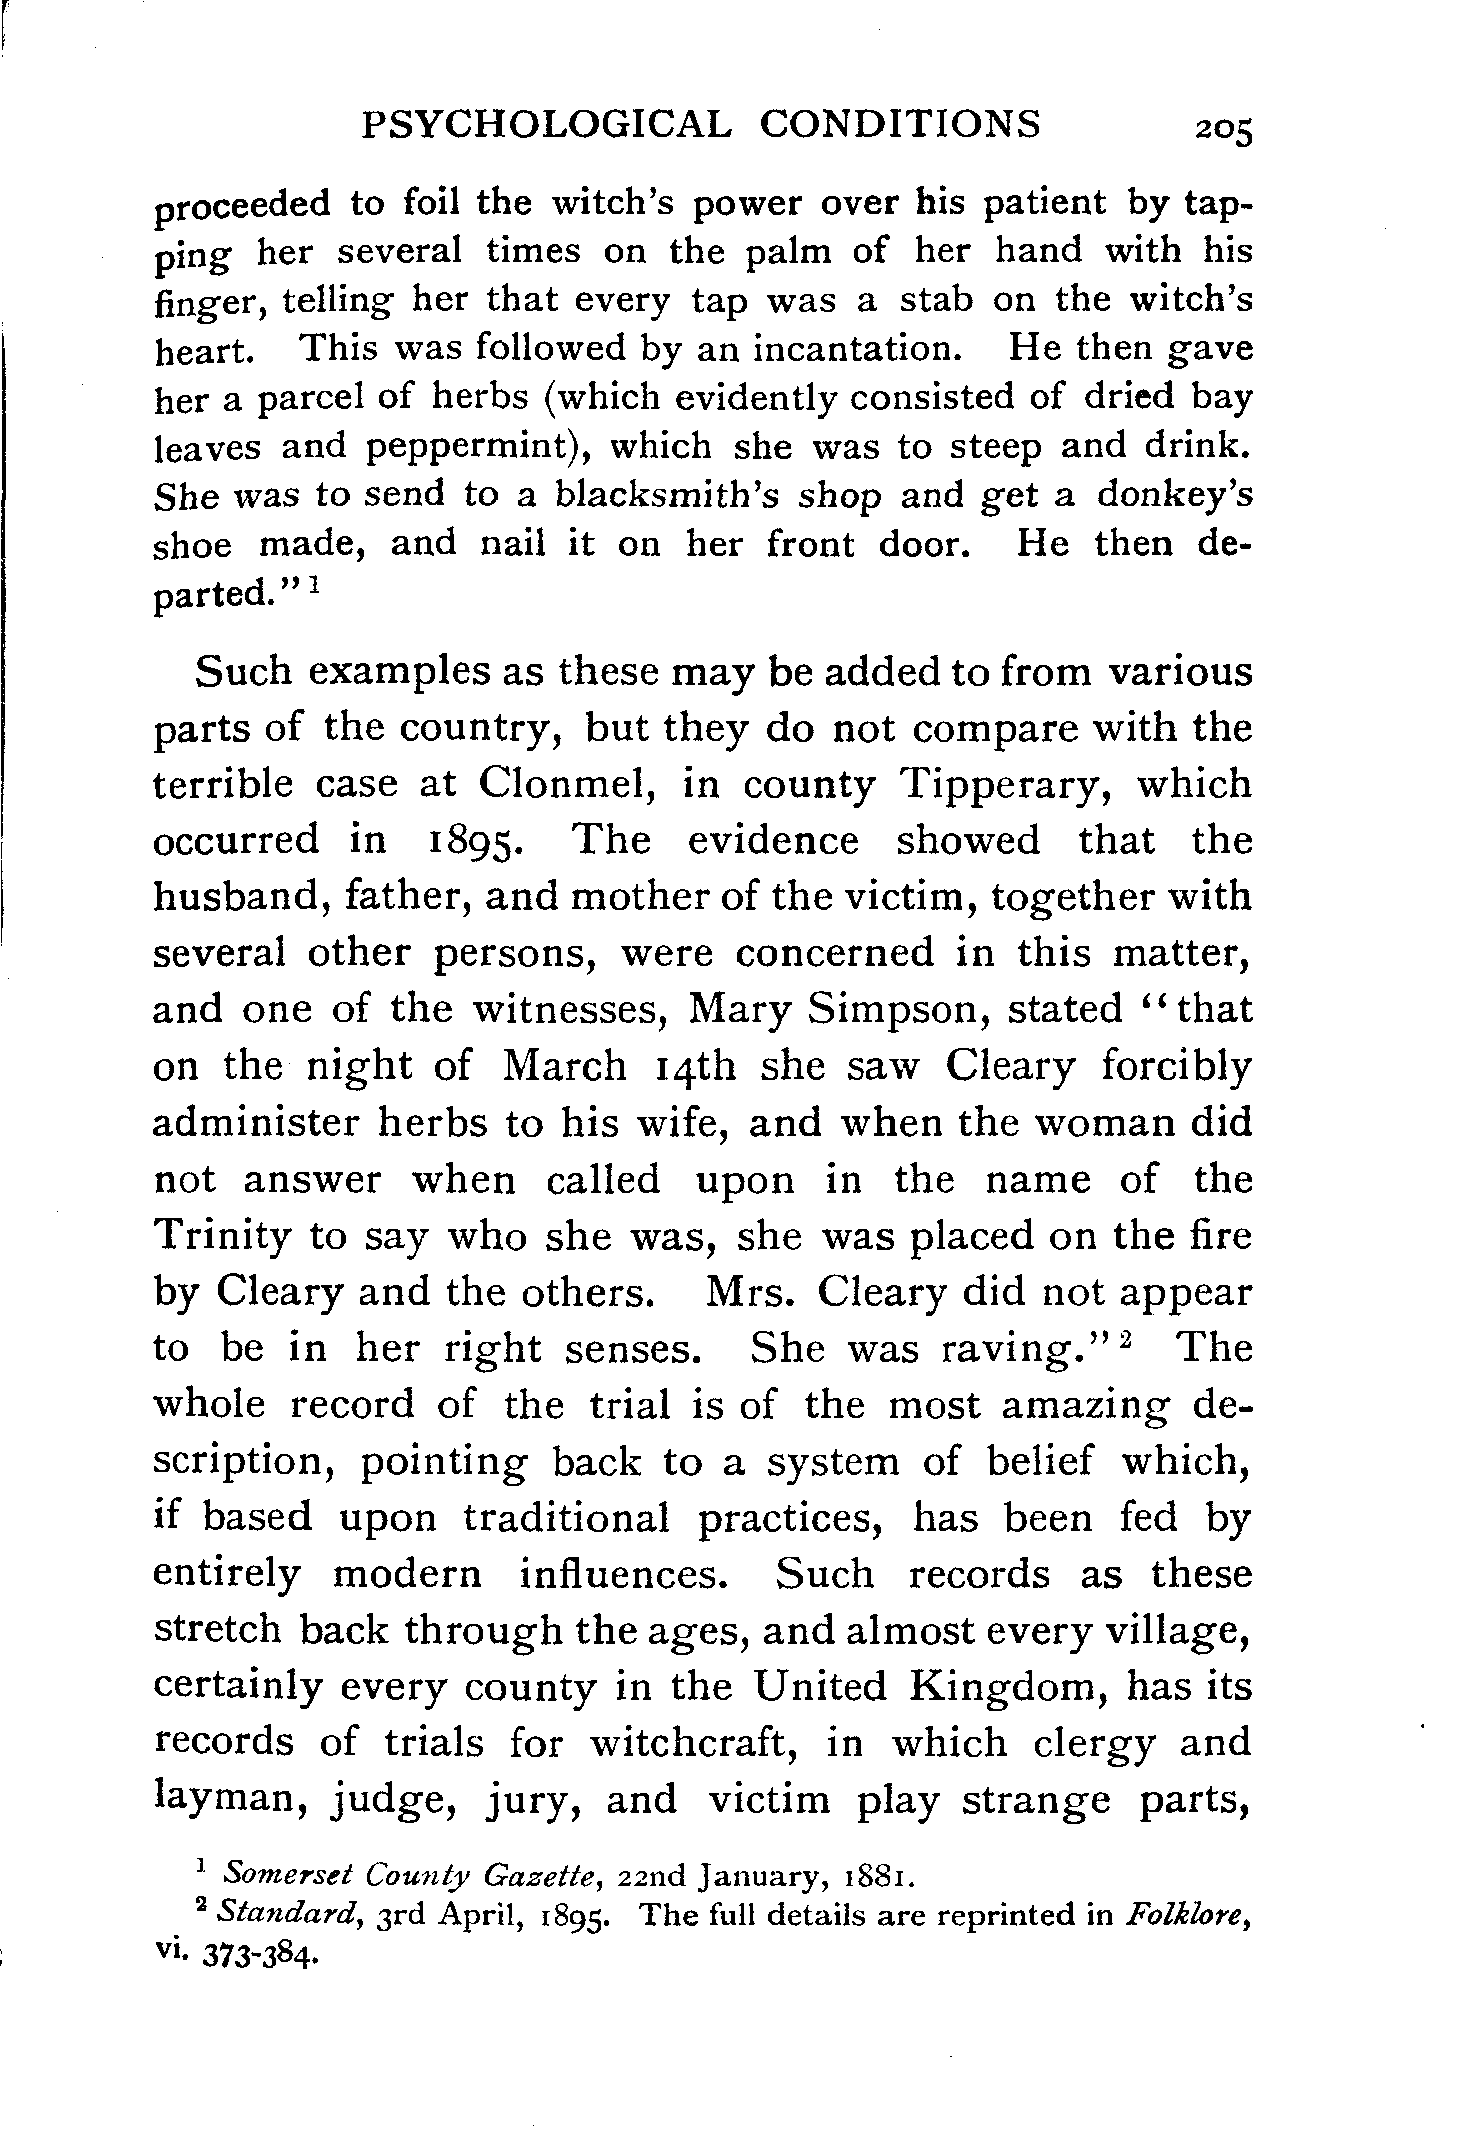 PSYCHOLOGICAL CONDITIONS 205
proceeded to foil the witch's power over his patient by tap-
ping her several times on the palm of her hand with his
finger, telling her that every tap was a stab on the witch's
heart. This was followed by an incantation. He then gave
her a parcel of herbs (which evidently consisted of dried bay
leaves and peppermint), which she was to steep and drink.
She was to send to a blacksmith's shop and get a donkey's
shoe made, and nail it on her front door. He then de-
parted." 1
Such examples as these may be added to from various
parts of the country, but they do not compare with the
terrible case at Clonmel, in county Tipperary, which
occurred in 1895. The evidence showed that the
husband, father, and mother of the victim, together with
several other persons, were concerned in this matter,
and one of the witnesses, Mary Simpson, stated "that
on the night of March 14th she saw Cleary forcibly
administer herbs to his wife, and when the woman did
not answer when called upon in the name of the
Trinity to say who she was, she was placed on the fire
by Cleary and the others. Mrs. Cleary did not appear
to be in her right senses. She was raving." 2 The
whole record of the trial is of the most amazing de-
scription, pointing back to a system of belief which,
if based upon traditional practices, has been fed by
entirely modern influences. Such records as these
stretch back through the ages, and almost every village,
certainly every county in the United Kingdom, has its
records of trials for witchcraft, in which clergy and
layman, judge, jury, and victim play strange parts,
1 Somerset County Gazette, 22nd January, 1881.
2 Standard, 3rd April, 1895. The full details are reprinted in Folklore,
vi. 373-384.